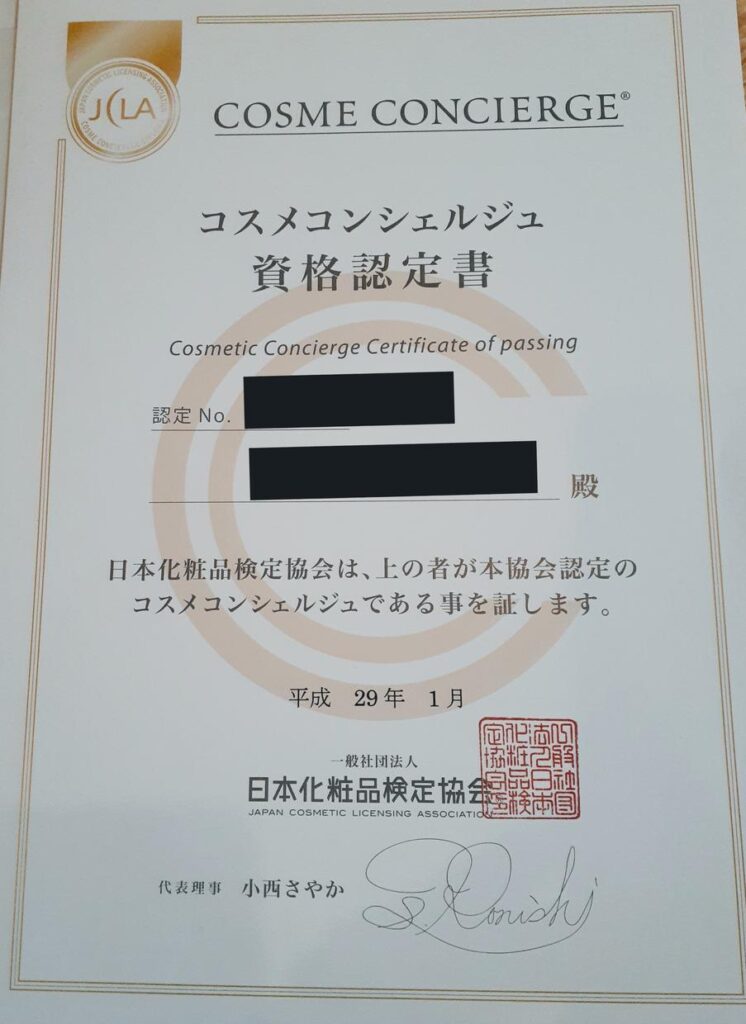 JCLA
JAPAN COSMETIC LICENSING ASSOCIATION
COSME CONCIERGE®
コスメコンシェルジュ
資格認定書
Cosmetic Concierge Certificate of passing
認定 No.
殿
日本化粧品検定協会は、上の者が本協会認定の
コスメコンシェルジュである事を証します。
平成 29年 1月
一般社団法人
日本化粧品検定協会
JAPAN COSMETIC LICENSING ASSOCIATION
代表理事 小西さやか
S. Konishi